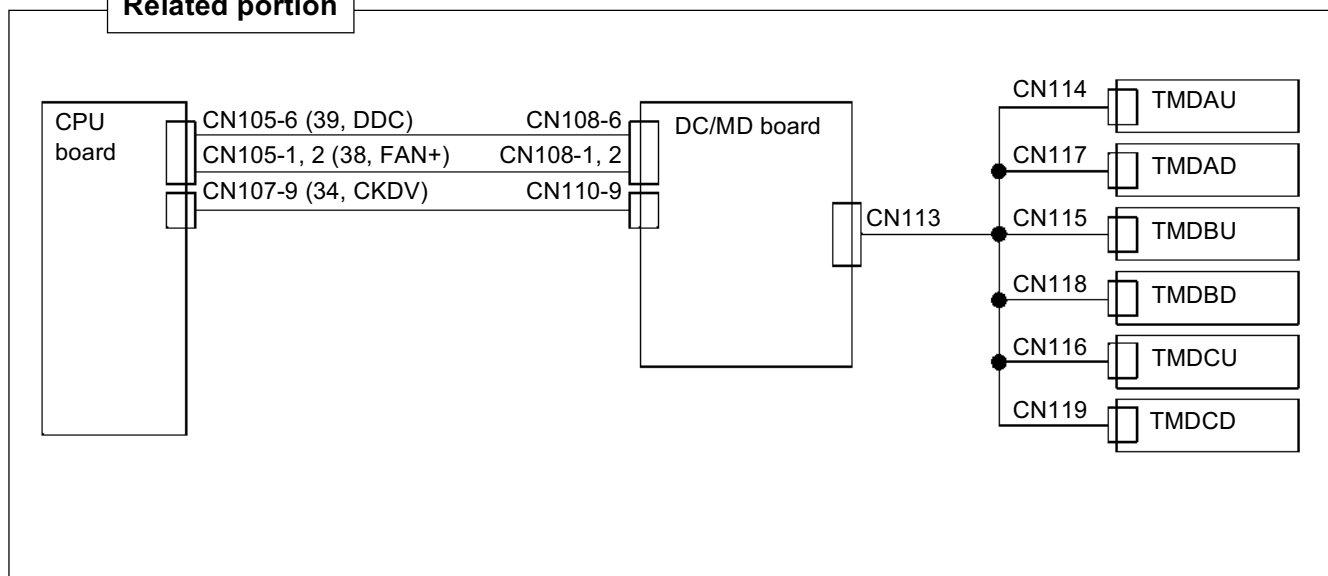 Related portion
CPU
board
CN105-6 (39, DDC)
CN108-6
CN105-1, 2 (38, FAN+)
CN108-1, 2
CN107-9 (34, CKDV)
CN110-9
DC/MD board
CN113
CN114
TMDAU
CN117
TMDAD
CN115
TMDBU
CN118
TMDBD
CN116
TMDCU
CN119
TMDCD